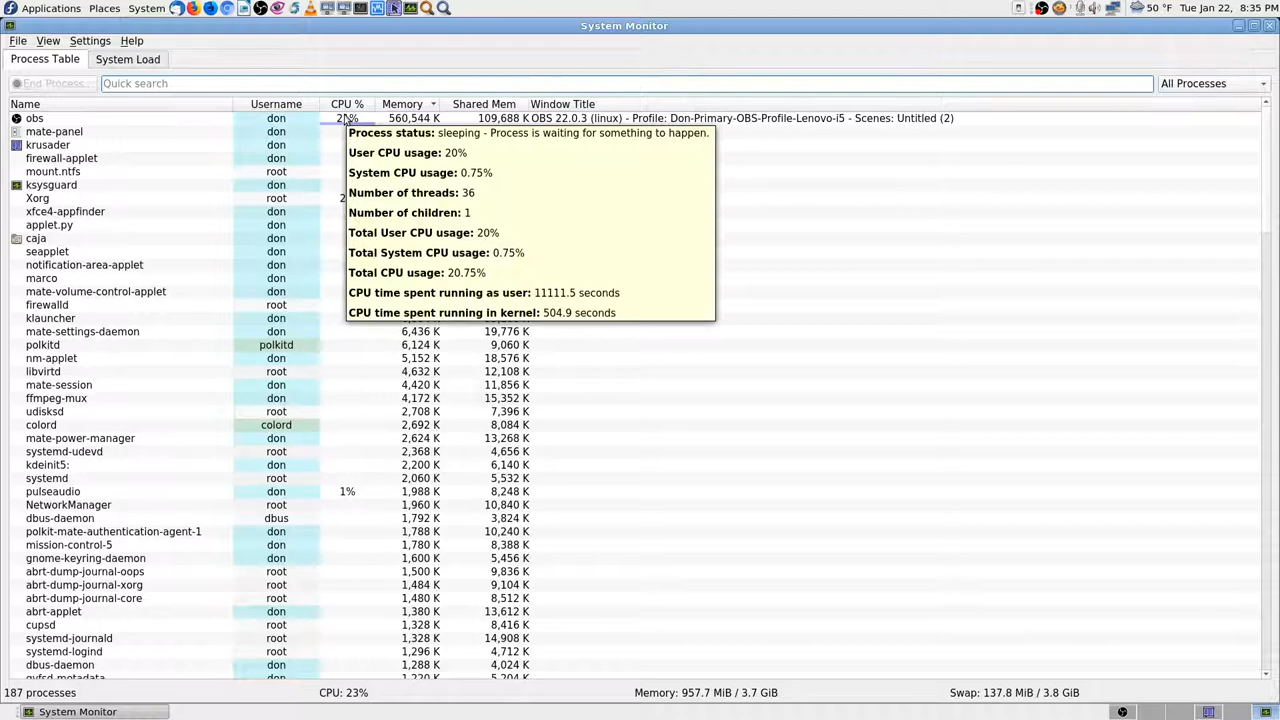 Applications Places System 50 °F Tue Jan 22, 8:35 PM
System Monitor
File View Settings Help
Process Table System Load
End Process... Quick search All Processes
Name Username CPU % Memory Shared Mem Window Title
obs don 560,544 K 109,688 K OBS 22.0.3 (linux) - Profile: Don-Primary-OBS-Profile-Lenovo-i5 - Scenes: Untitled (2)
mate-panel don
krusader don
firewall-applet don
mount.ntfs root
ksysguard don
Xorg root
xfce4-appfinder don
applet.py don
caja don
seapplet don
notification-area-applet don
marco don
mate-volume-control-applet don
firewalld root
klauncher don
Process status: sleeping - Process is waiting for something to happen.
User CPU usage: 20%
System CPU usage: 0.75%
Number of threads: 36
Number of children: 1
Total User CPU usage: 20%
Total System CPU usage: 0.75%
Total CPU usage: 20.75%
CPU time spent running as user: 11111.5 seconds
CPU time spent running in kernel: 504.9 seconds
mate-settings-daemon don 6,436 K 19,776 K
polkitd polkitd 6,124 K 9,060 K
nm-applet don 5,152 K 18,576 K
libvirtd root 4,632 K 12,108 K
mate-session don 4,420 K 11,856 K
ffmpeg-mux don 4,172 K 15,352 K
udisksd root 2,708 K 7,396 K
colord colord 2,692 K 8,084 K
mate-power-manager don 2,624 K 13,268 K
systemd-udevd root 2,368 K 4,656 K
kdeinit5: don 2,200 K 6,140 K
systemd root 2,060 K 5,532 K
pulseaudio don 1% 1,988 K 8,248 K
NetworkManager root 1,960 K 10,840 K
dbus-daemon dbus 1,792 K 3,824 K
polkit-mate-authentication-agent-1 don 1,788 K 10,240 K
mission-control-5 don 1,780 K 8,388 K
gnome-keyring-daemon don 1,600 K 5,456 K
abrt-dump-journal-oops root 1,500 K 9,836 K
abrt-dump-journal-xorg root 1,484 K 9,104 K
abrt-dump-journal-core root 1,480 K 8,512 K
abrt-applet don 1,380 K 13,612 K
cupsd root 1,328 K 8,416 K
systemd-journald root 1,328 K 14,908 K
systemd-logind root 1,296 K 4,712 K
dbus-daemon don 1,288 K 4,024 K
187 processes CPU: 23% Memory: 957.7 MiB / 3.7 GiB Swap: 137.8 MiB / 3.8 GiB
System Monitor